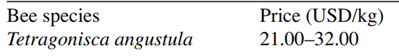 Bee species Price (USD/kg)
Tetragonisca angustula 21.00–32.00